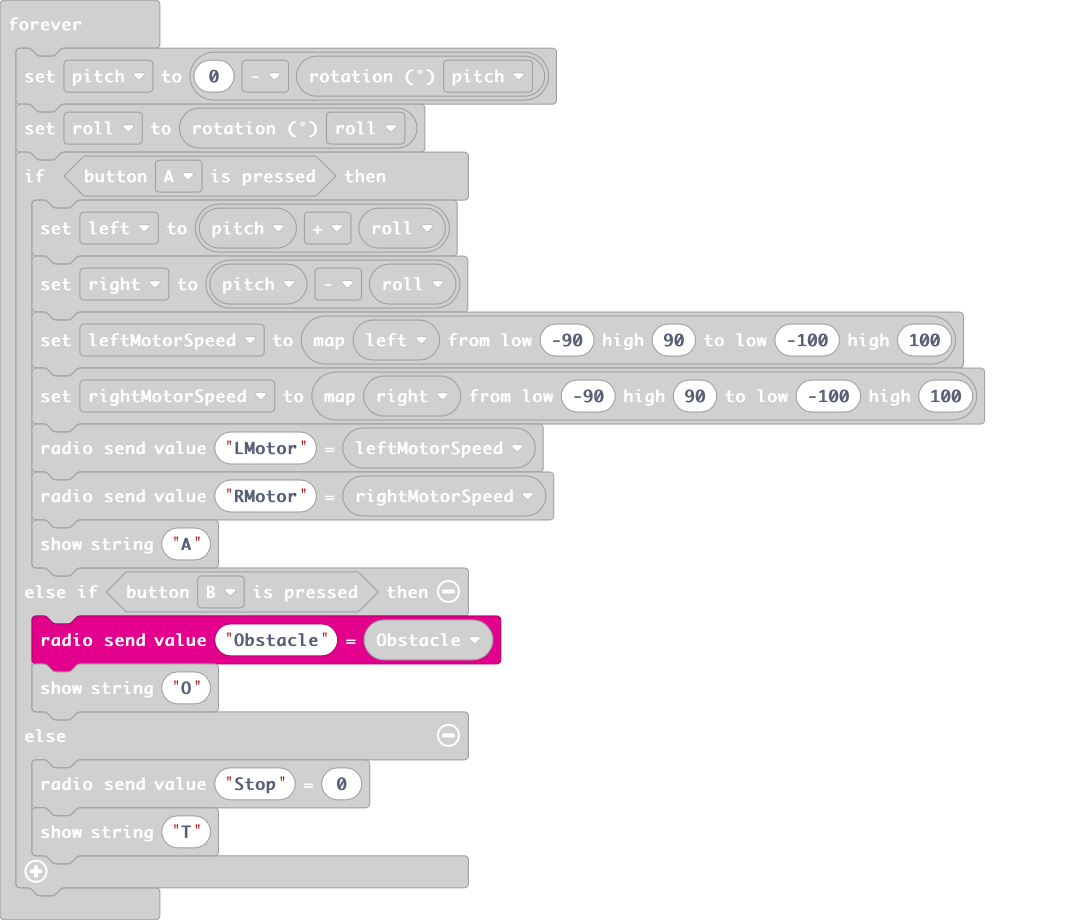 forever
set pitch to 0 - rotation (°) pitch
set roll to rotation (°) roll
if button A is pressed then
set left to pitch + roll
set right to pitch - roll
set leftMotorSpeed to map left from low -90 high 90 to low -100 high 100
set rightMotorSpeed to map right from low -90 high 90 to low -100 high 100
radio send value "LMotor" = leftMotorSpeed
radio send value "RMotor" = rightMotorSpeed
show string "A"
else if button B is pressed then
radio send value "Obstacle" = Obstacle
show string "O"
else
radio send value "Stop" = 0
show string "T"